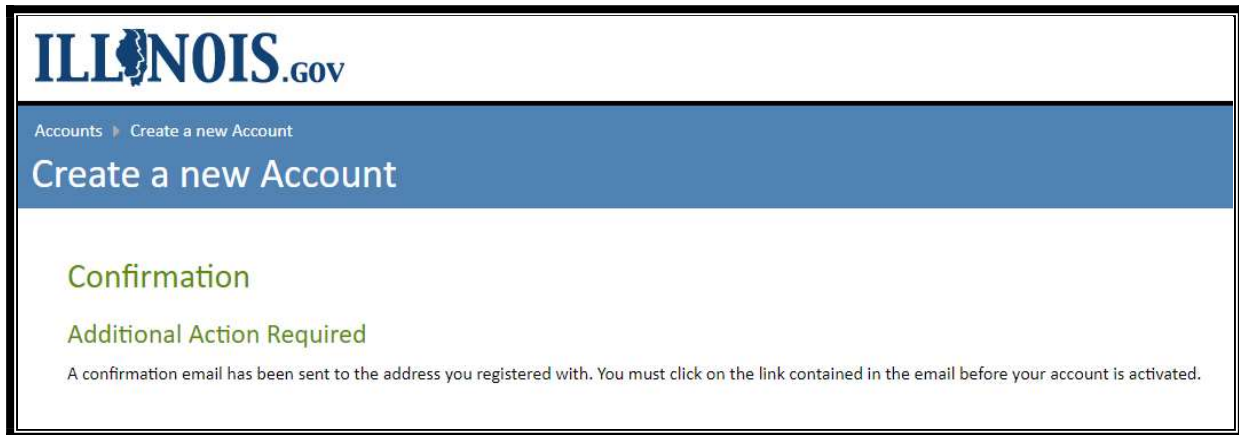 ILLINOIS.GOV
Accounts Create a new Account
Create a new Account
Confirmation
Additional Action Required
A confirmation email has been sent to the address you registered with. You must click on the link contained in the email before your account is activated.